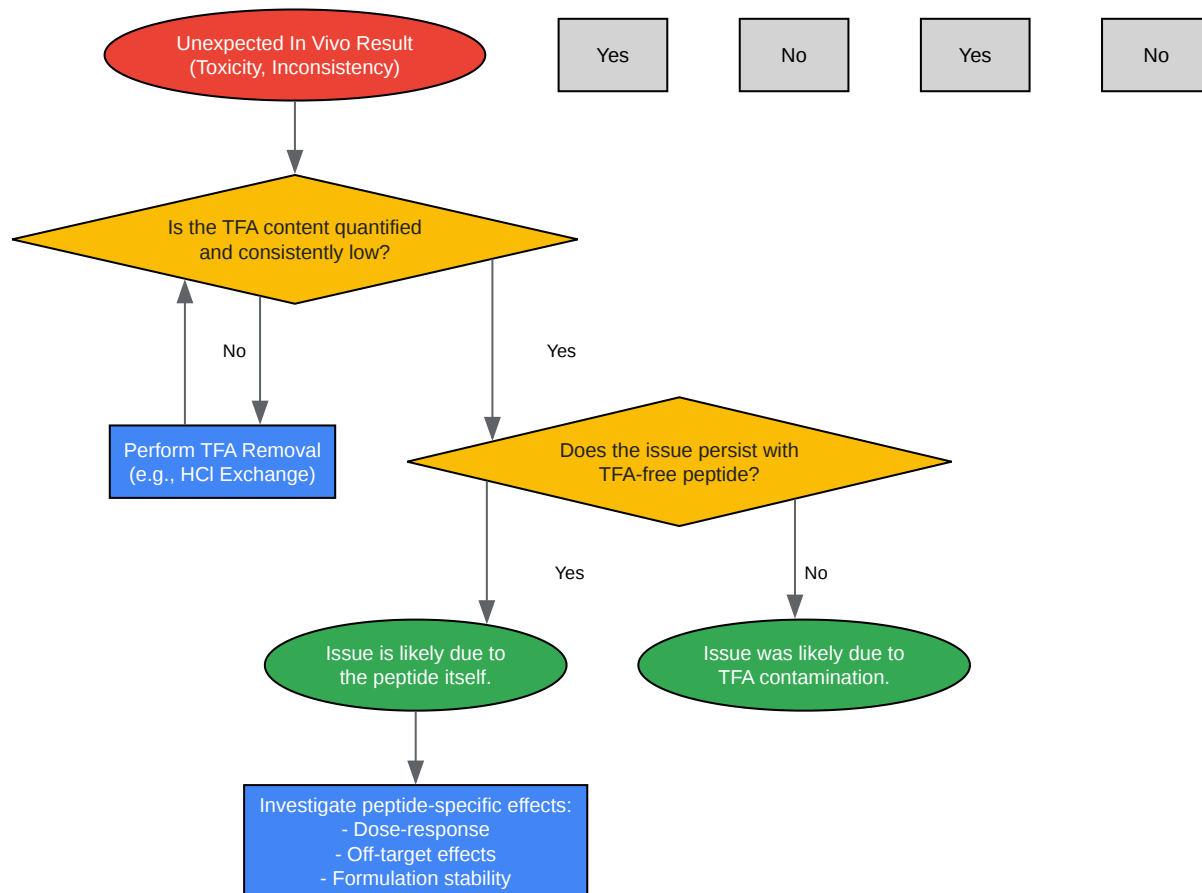 Unexpected In Vivo Result
(Toxicity, Inconsistency)
Yes
No
Yes
No
Is the TFA content quantified
and consistently low?
No
Yes
Perform TFA Removal
(e.g., HCl Exchange)
Does the issue persist with
TFA-free peptide?
Yes
No
Issue is likely due to
the peptide itself.
Issue was likely due to
TFA contamination.
Investigate peptide-specific effects:
- Dose-response
- Off-target effects
- Formulation stability